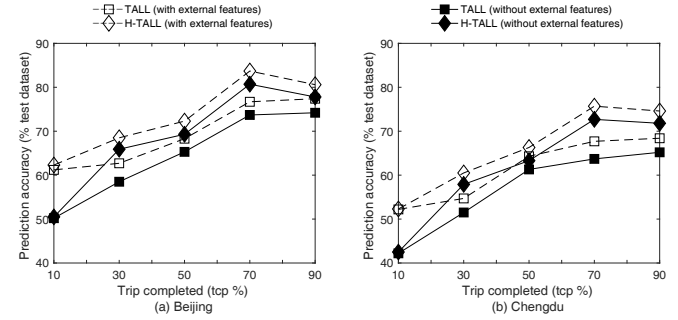 TALL (with external features)
H-TALL (with external features)
TALL (without external features)
H-TALL (without external features)
Prediction accuracy (% test dataset)
90
80
70
60
50
40
10
30
50
70
90
Trip completed (tcp %)
(a) Beijing
Prediction accuracy (% test dataset)
90
80
70
60
50
40
10
30
50
70
90
Trip completed (tcp %)
(b) Chengdu